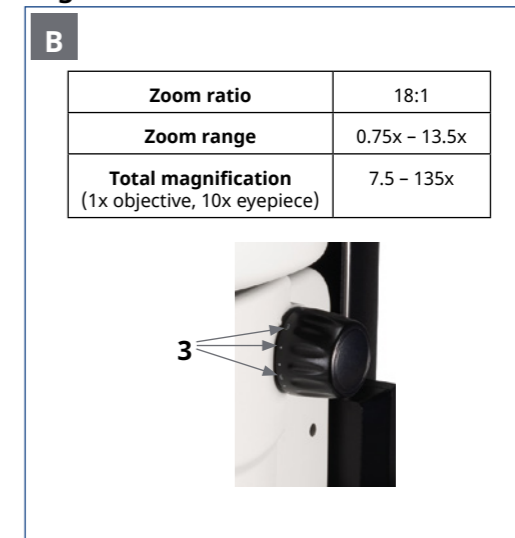 B
Zoom ratio 18:1
Zoom range 0.75x – 13.5x
Total magnification 7.5 – 135x
(1x objective, 10x eyepiece)
3